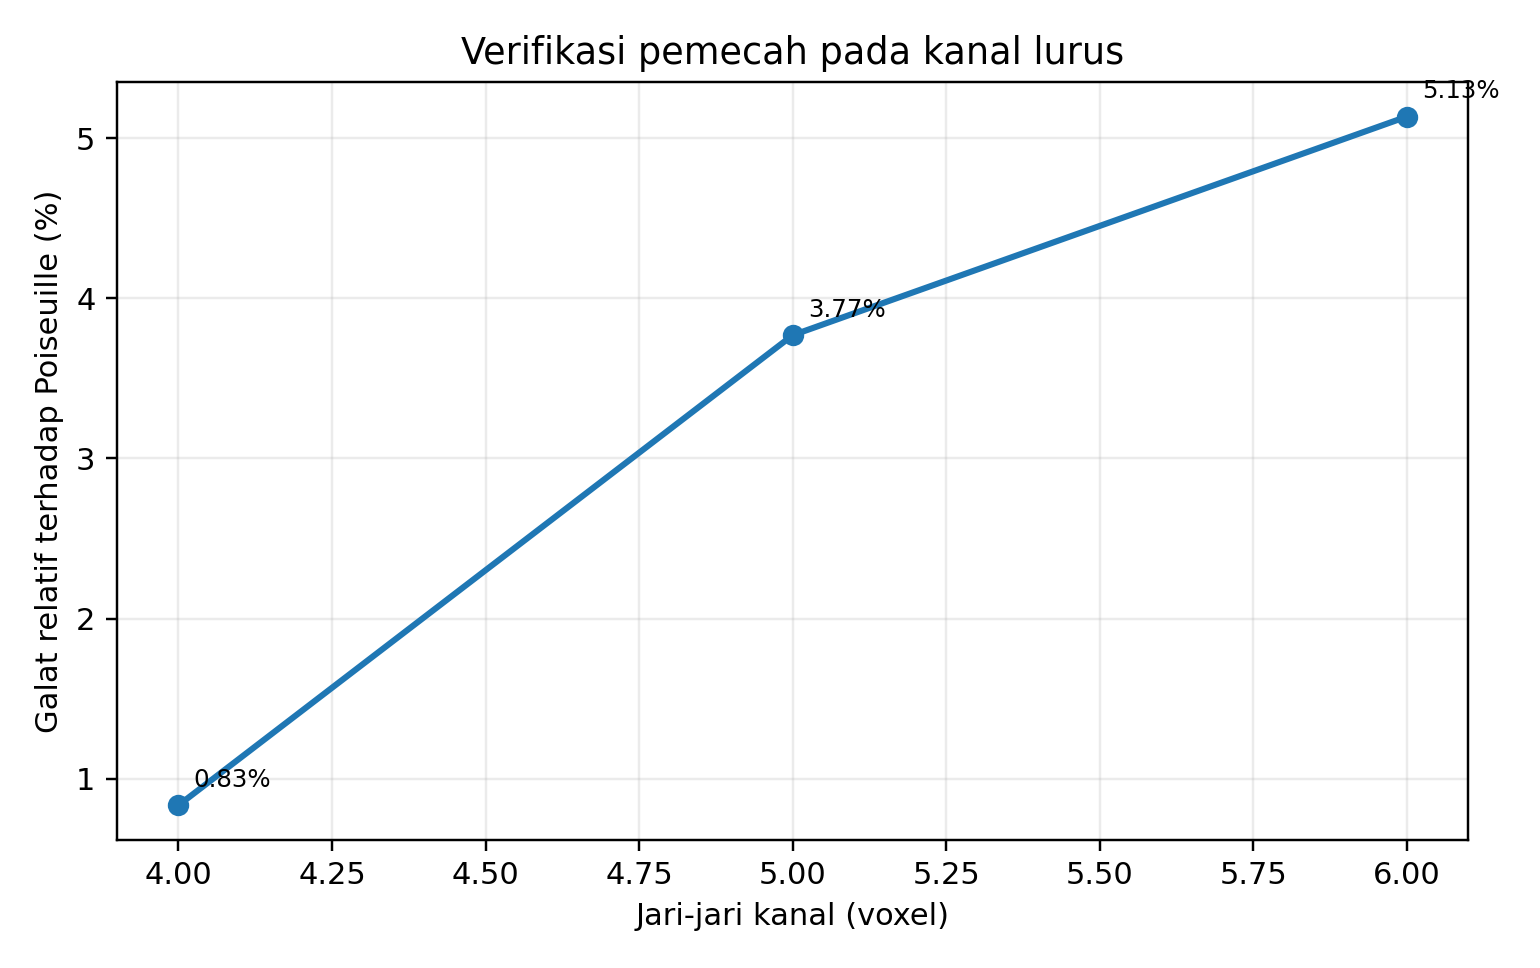 Verifikasi pemecah pada kanal lurus
Galat relatif terhadap Poiseuille (%)
5
4
3
2
1
5.13%
3.77%
0.83%
4.00 4.25 4.50 4.75 5.00 5.25 5.50 5.75 6.00
Jari-jari kanal (voxel)